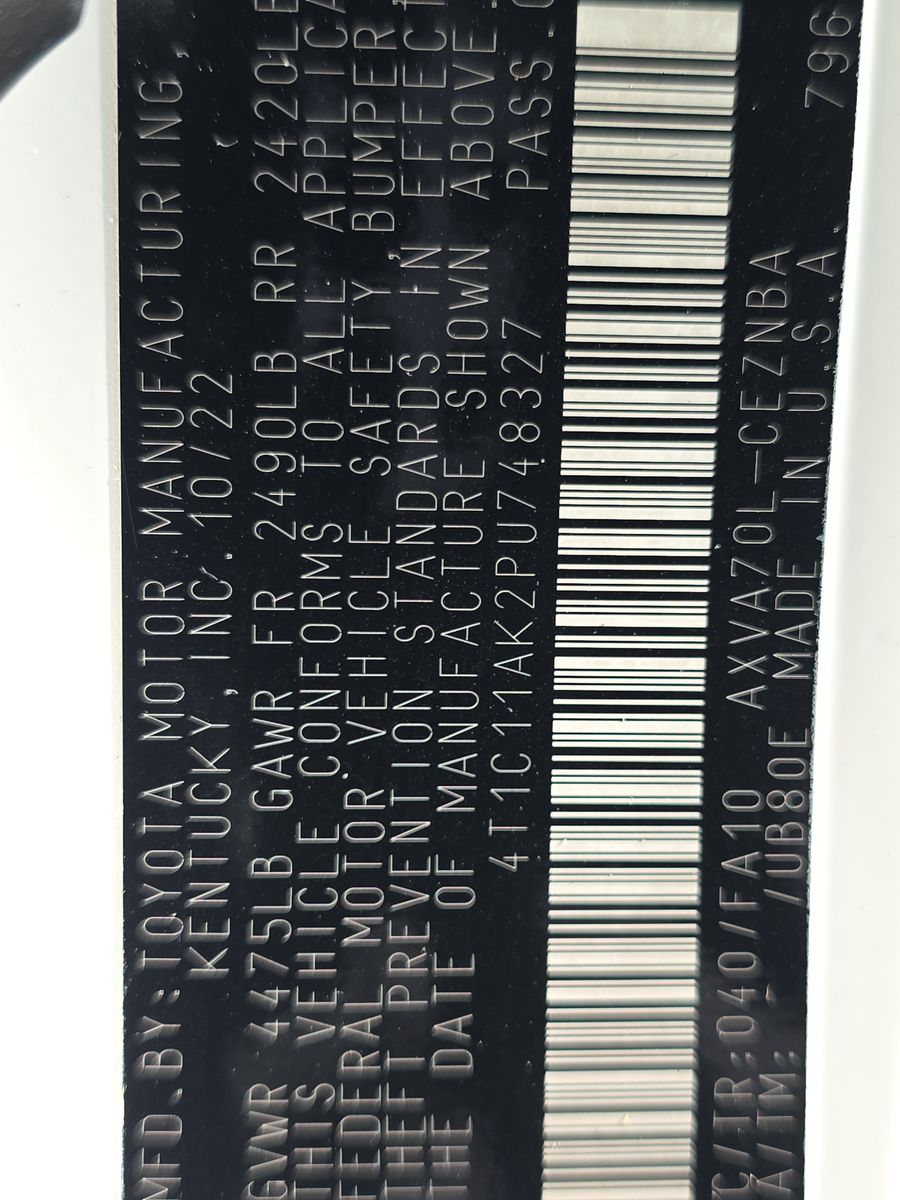 MFD.BY:TOYOTA MOTOR MANUFACTURING,
KENTUCKY, INC. 10/22
GVWR 4475LB GAWR FR 2490LB RR 2420LB
THIS VEHICLE CONFORMS TO ALL APPLICA
FEDERAL MOTOR VEHICLE SAFETY, BUMPER,
THEFT PREVENTION STANDARDS IN EFFECT
THE DATE OF MANUFACTURE SHOWN ABOVE.
4T1C11AK2PU748327 PASS.C
C/TR:040/FA10 AXVA70L-CEZNBA
A/TM: /UB80E MADE IN U.S.A. 796